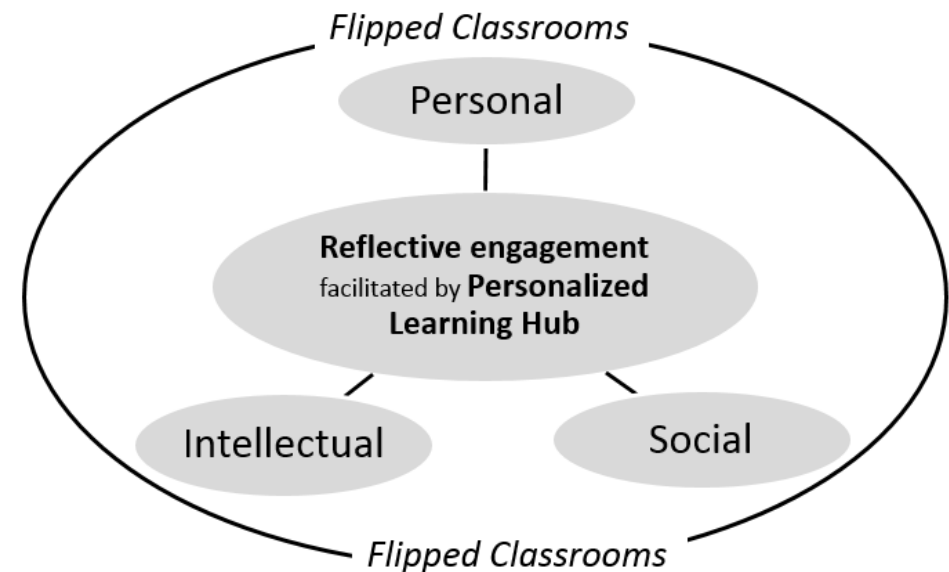 Flipped Classrooms
Personal
Reflective engagement
facilitated by Personalized
Learning Hub
Intellectual
Social
Flipped Classrooms